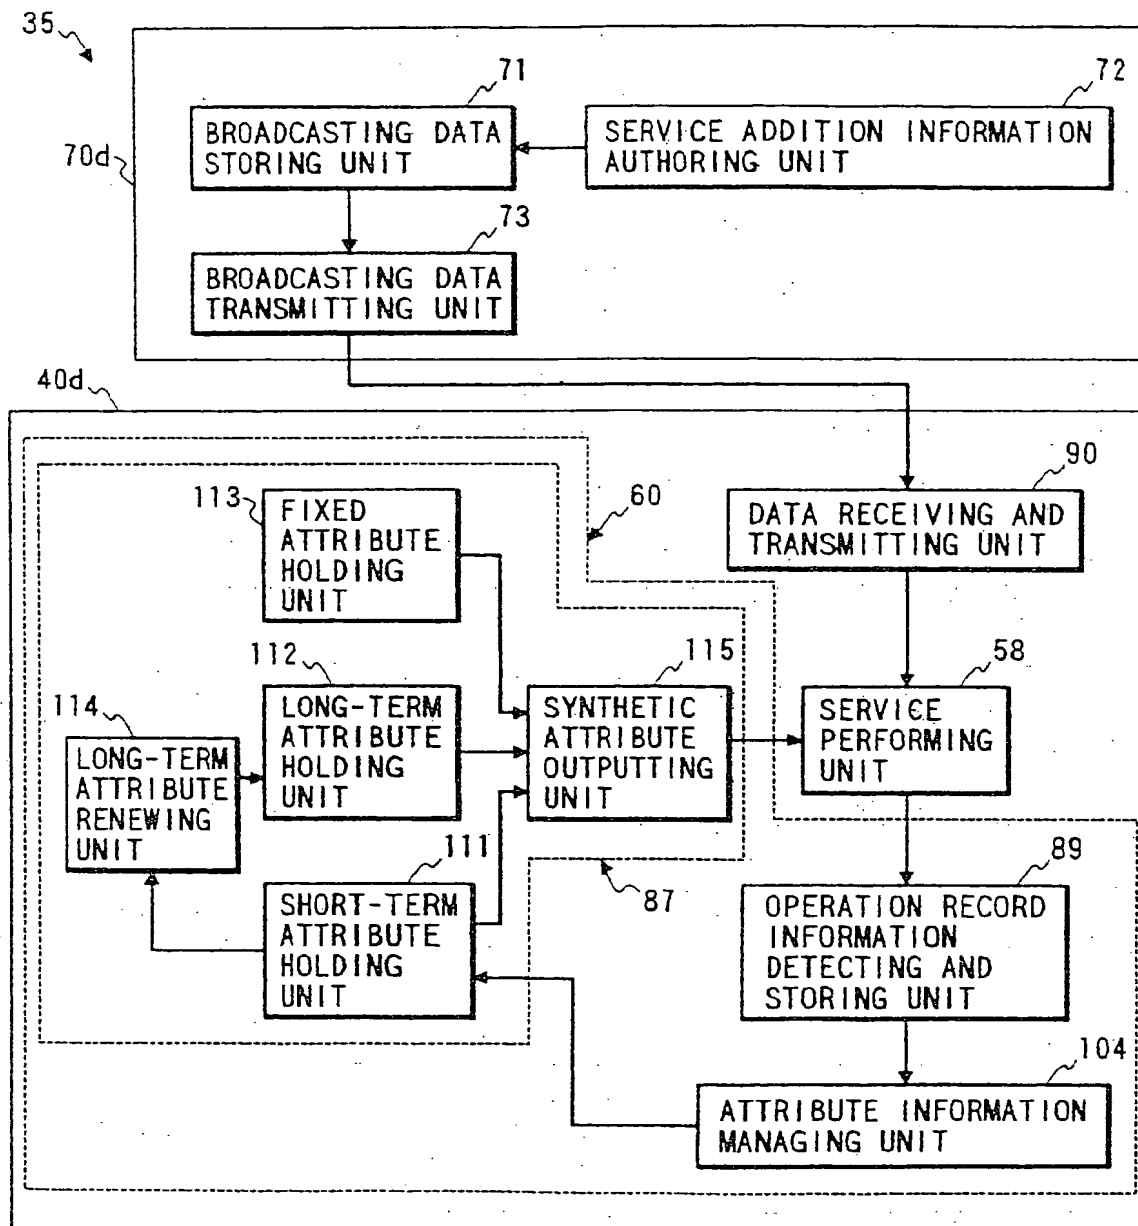 35
71
72
BROADCASTING DATA
STORING UNIT
SERVICE ADDITION INFORMATION
AUTHORING UNIT
70d
73
BROADCASTING DATA
TRANSMITTING UNIT
40d
90
113
FIXED
ATTRIBUTE
HOLDING
UNIT
60
DATA RECEIVING AND
TRANSMITTING UNIT
112
115
58
114
LONG-TERM
ATTRIBUTE
HOLDING
UNIT
SYNTHETIC
ATTRIBUTE
OUTPUTTING
UNIT
SERVICE
PERFORMING
UNIT
LONG-TERM
ATTRIBUTE
RENEWING
UNIT
111
87
89
SHORT-TERM
ATTRIBUTE
HOLDING
UNIT
OPERATION RECORD
INFORMATION
DETECTING AND
STORING UNIT
104
ATTRIBUTE INFORMATION
MANAGING UNIT